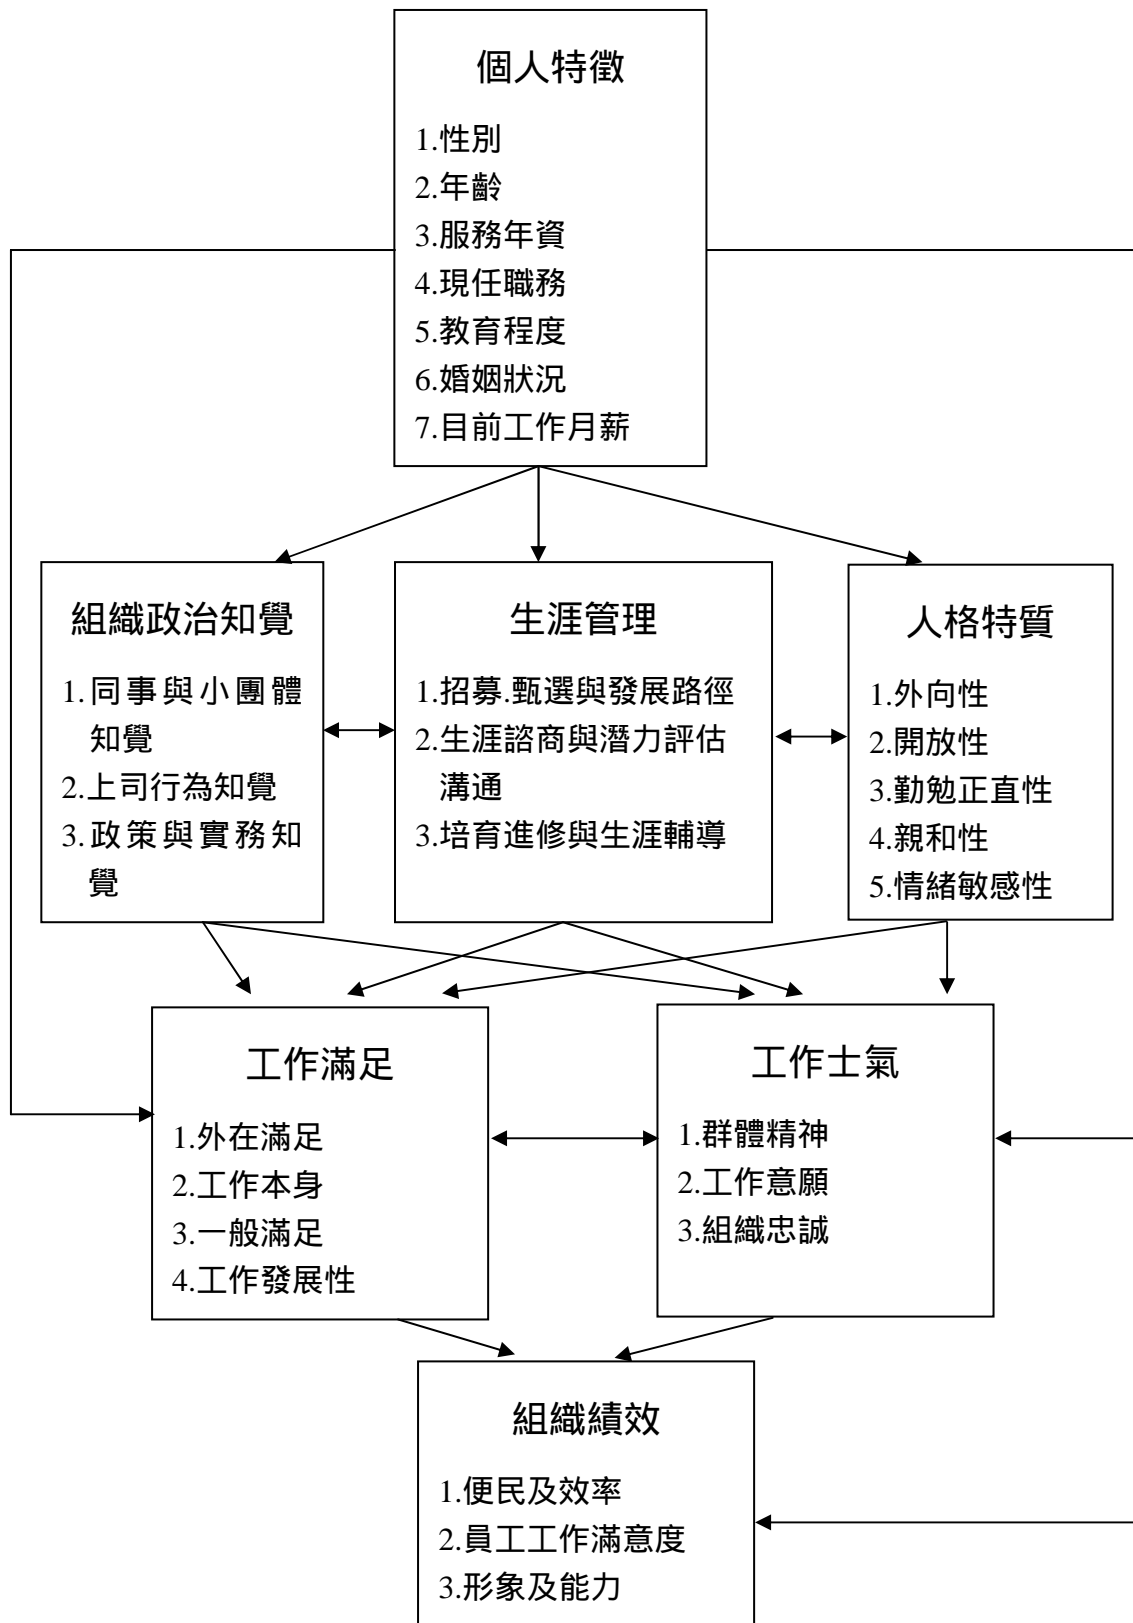 個人特徵
1.性別
2.年齡
3.服務年資
4.現任職務
5.教育程度
6.婚姻狀況
7.目前工作月薪
組織政治知覺
1.同事與小團體
知覺
2.上司行為知覺
3.政策與實務知
覺
生涯管理
1.招募.甄選與發展路徑
2.生涯諮商與潛力評估
溝通
3.培育進修與生涯輔導
人格特質
1.外向性
2.開放性
3.勤勉正直性
4.親和性
5.情緒敏感性
工作滿足
1.外在滿足
2.工作本身
3.一般滿足
4.工作發展性
工作士氣
1.群體精神
2.工作意願
3.組織忠誠
組織績效
1.便民及效率
2.員工工作滿意度
3.形象及能力